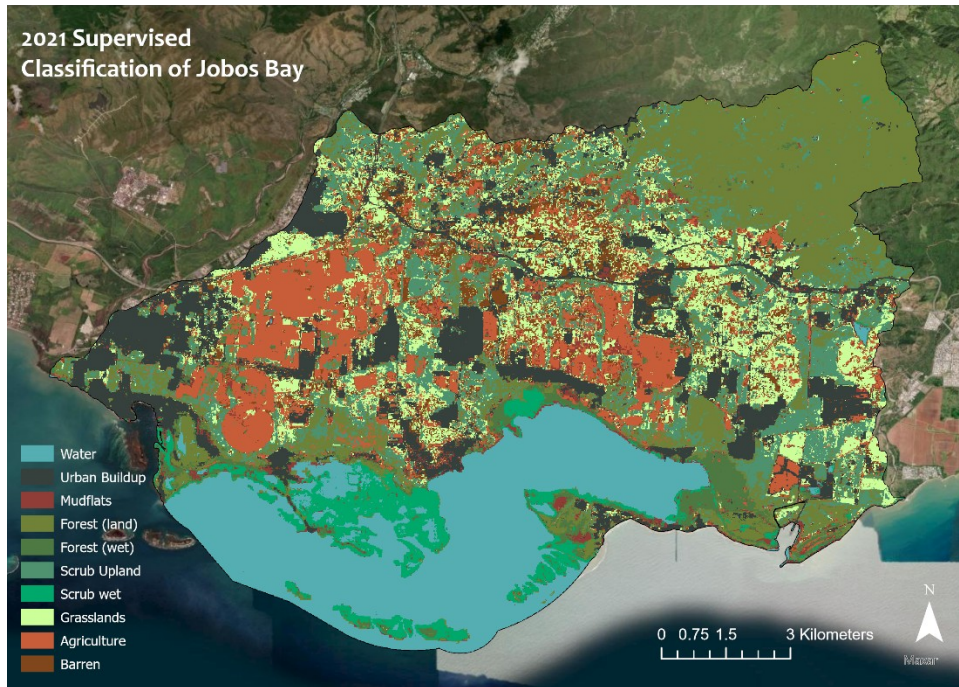 2021 Supervised
Classification of Jobos Bay
Water
Urban Buildup
Mudflats
Forest (land)
Forest (wet)
Scrub Upland
Scrub wet
Grasslands
Agriculture
Barren
N
0 0.75 1.5 3 Kilometers
Maxar